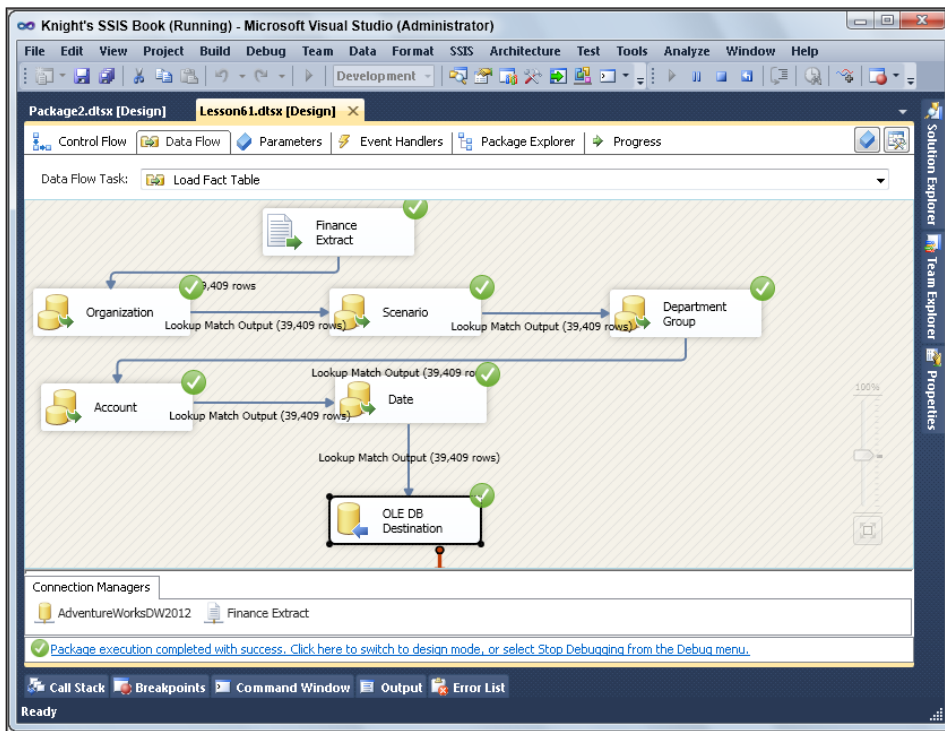 Knight's SSIS Book (Running) - Microsoft Visual Studio (Administrator)
File Edit View Project Build Debug Team Data Format SSIS Architecture Test Tools Analyze Window Help
Development
Package2.dtsx [Design] Lesson61.dtsx [Design]
Control Flow Data Flow Parameters Event Handlers Package Explorer Progress
Data Flow Task: Load Fact Table
Finance
Extract
9,409 rows
Organization
Lookup Match Output (39,409 rows)
Scenario
Lookup Match Output (39,409 rows)
Department
Group
Lookup Match Output (39,409 ro
Account
Lookup Match Output (39,409 rows)
Date
Lookup Match Output (39,409 rows)
OLE DB
Destination
100%
Connection Managers
AdventureWorksDW2012 Finance Extract
Package execution completed with success. Click here to switch to design mode, or select Stop Debugging from the Debug menu.
Call Stack Breakpoints Command Window Output Error List
Ready
Solution Explorer
Team Explorer
Properties